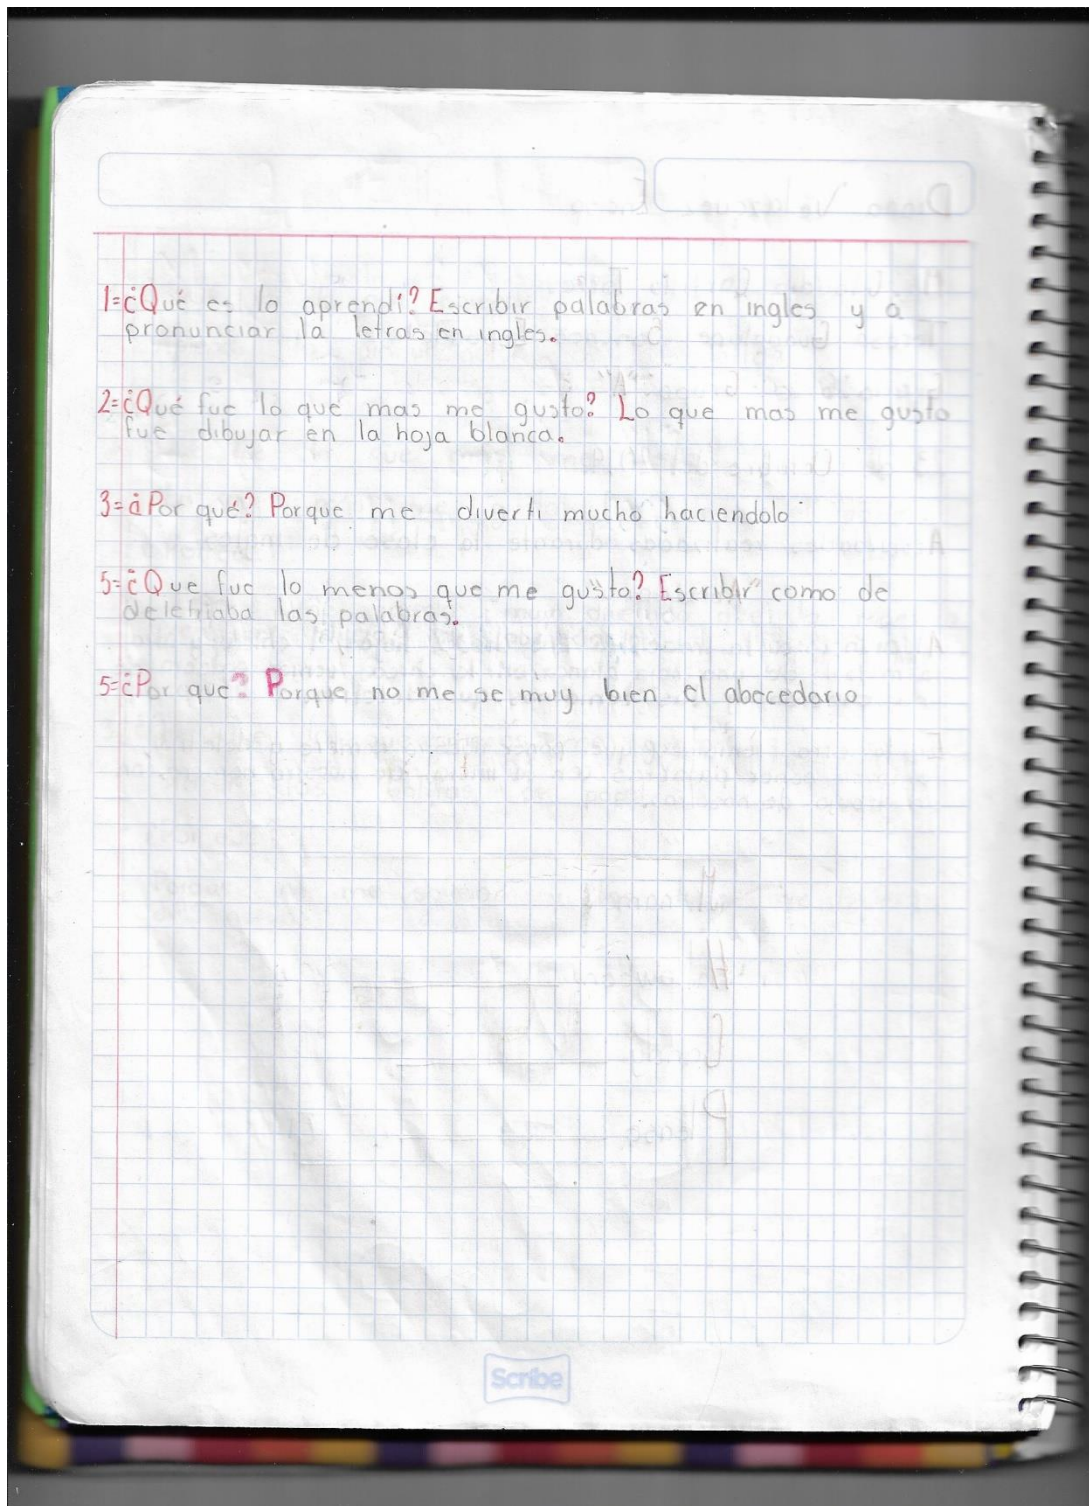 1=¿Qué es lo aprendí? Escribir palabras en ingles y a
pronunciar la letras en ingles.
2=¿Qué fue lo que mas me gusto? Lo que mas me gusto
fue dibujar en la hoja blanca.
3=¿Por qué? Porque me diverti mucho haciendolo
5=¿Que fue lo menos que me gusto? Escribir como de
deletriaba las palabras.
5=¿Por que? Porque no me se muy bien el abecedario
Scribe